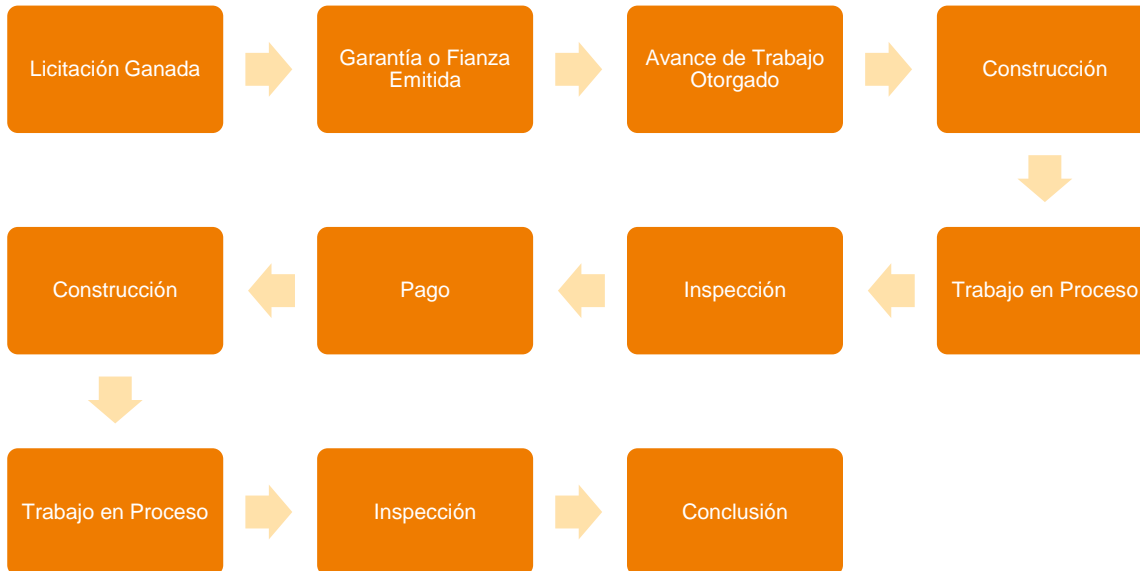 Licitación Ganada
Garantía o Fianza
Emitida
Avance de Trabajo
Otorgado
Construcción
Trabajo en Proceso
Inspección
Pago
Construcción
Trabajo en Proceso
Inspección
Conclusión